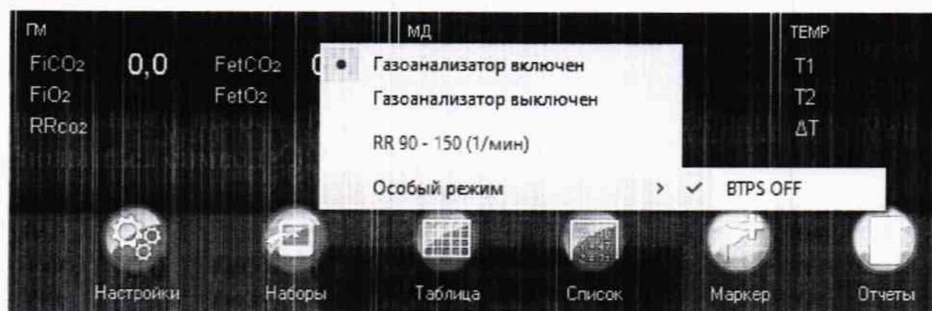 ГМ
FiCO2 0,0 FetCO2
FiO2 FetO2
RRco2
МД
• Газоанализатор включен
Газоанализатор выключен
RR 90 - 150 (1/мин)
Особый режим > ✓ BTPS OFF
TEMP
T1
T2
ΔT
Настройки Наборы Таблица Список Маркер Отчеты